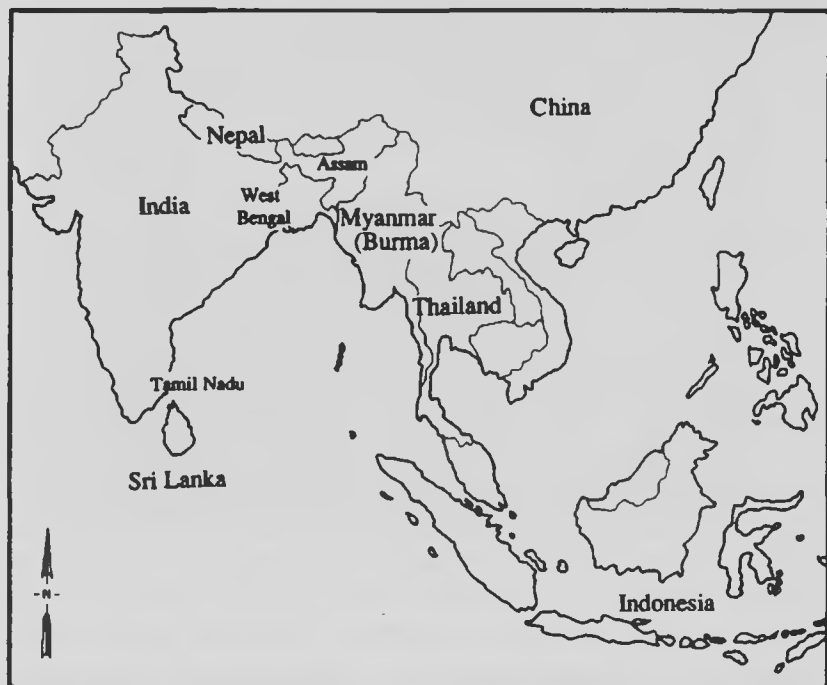 China
Nepal
Assam
India
West
Bengal
Myanmar
(Burma)
Thailand
Tamil Nadu
Sri Lanka
Indonesia
N